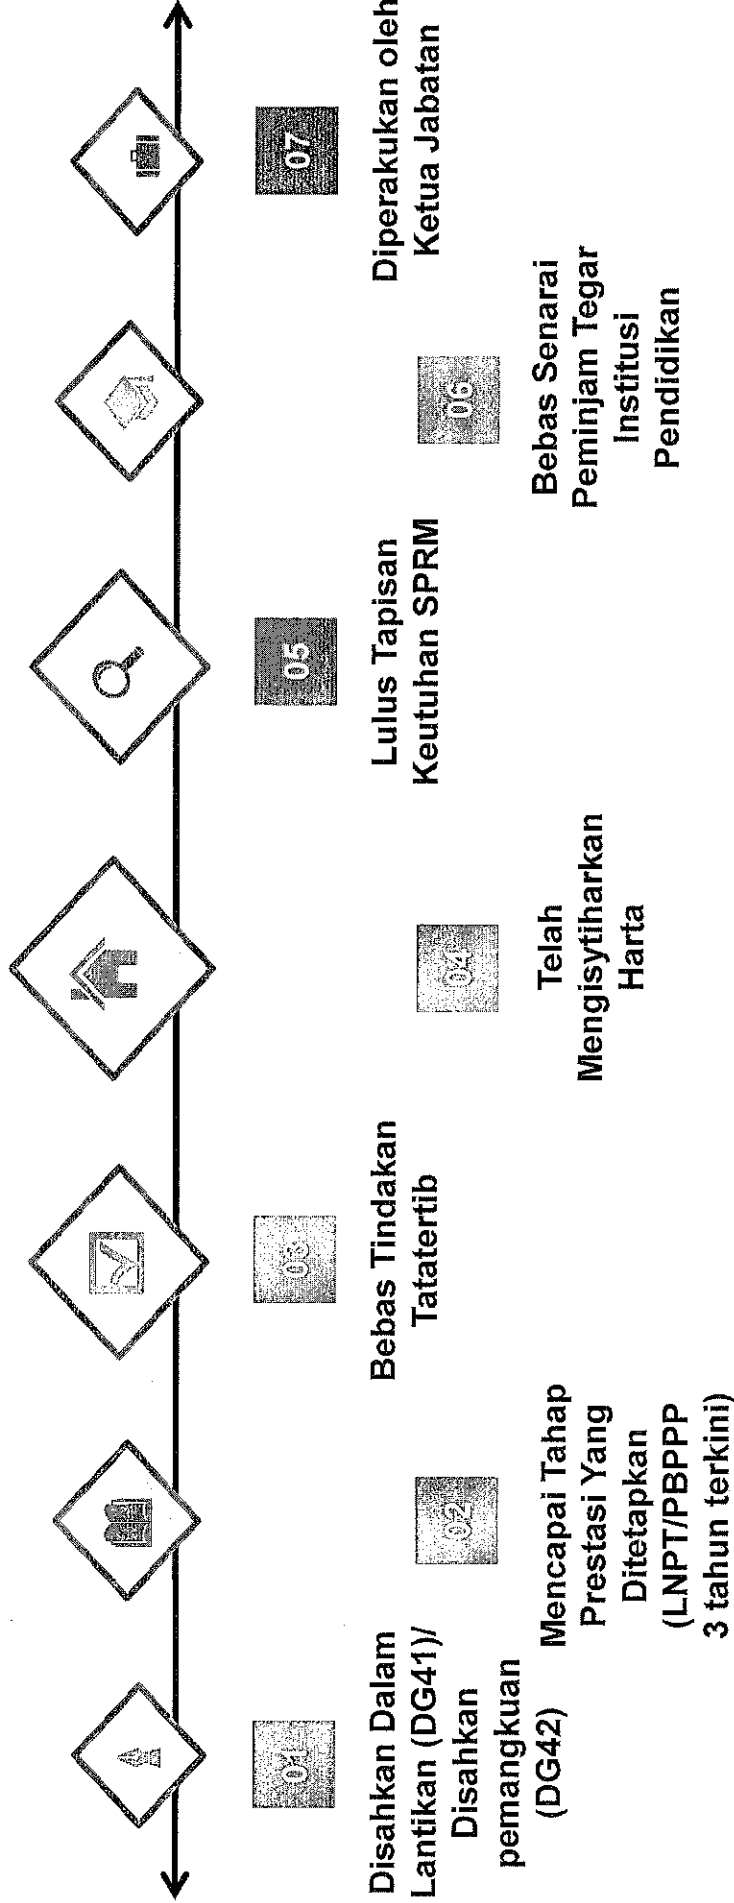 01
Disahkan Dalam
Lantikan (DG41)/
Disahkan
pemangkuan
(DG42)
02
Mencapai Tahap
Prestasi Yang
Ditetapkan
(LNPT/PBPPP
3 tahun terkini)
03
Bebas Tindakan
Tatatertib
04
Telah
Mengisytiharkan
Harta
05
Lulus Tapisan
Keutuhan SPRM
06
Bebas Senarai
Peminjam Tegar
Institusi
Pendidikan
07
Diperakukan oleh
Ketua Jabatan